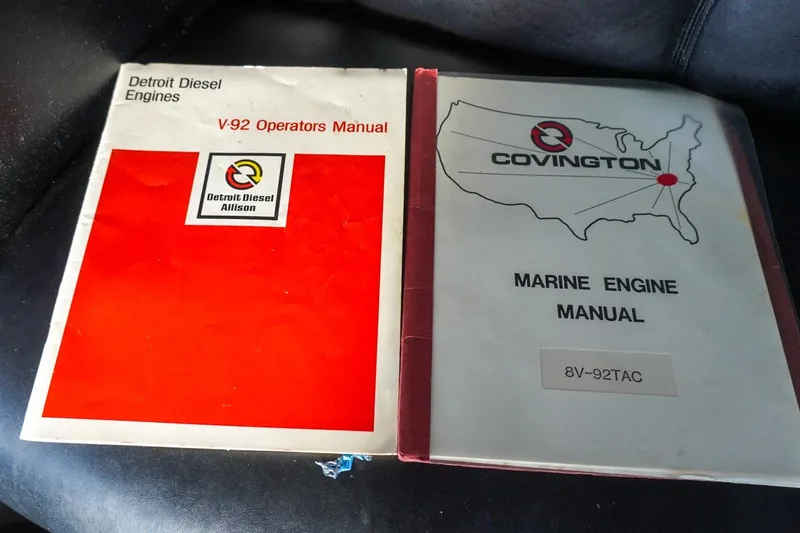 Detroit Diesel
Engines
V-92 Operators Manual
Detroit Diesel
Allison
COVINGTON
MARINE ENGINE
MANUAL
8V-92TAC